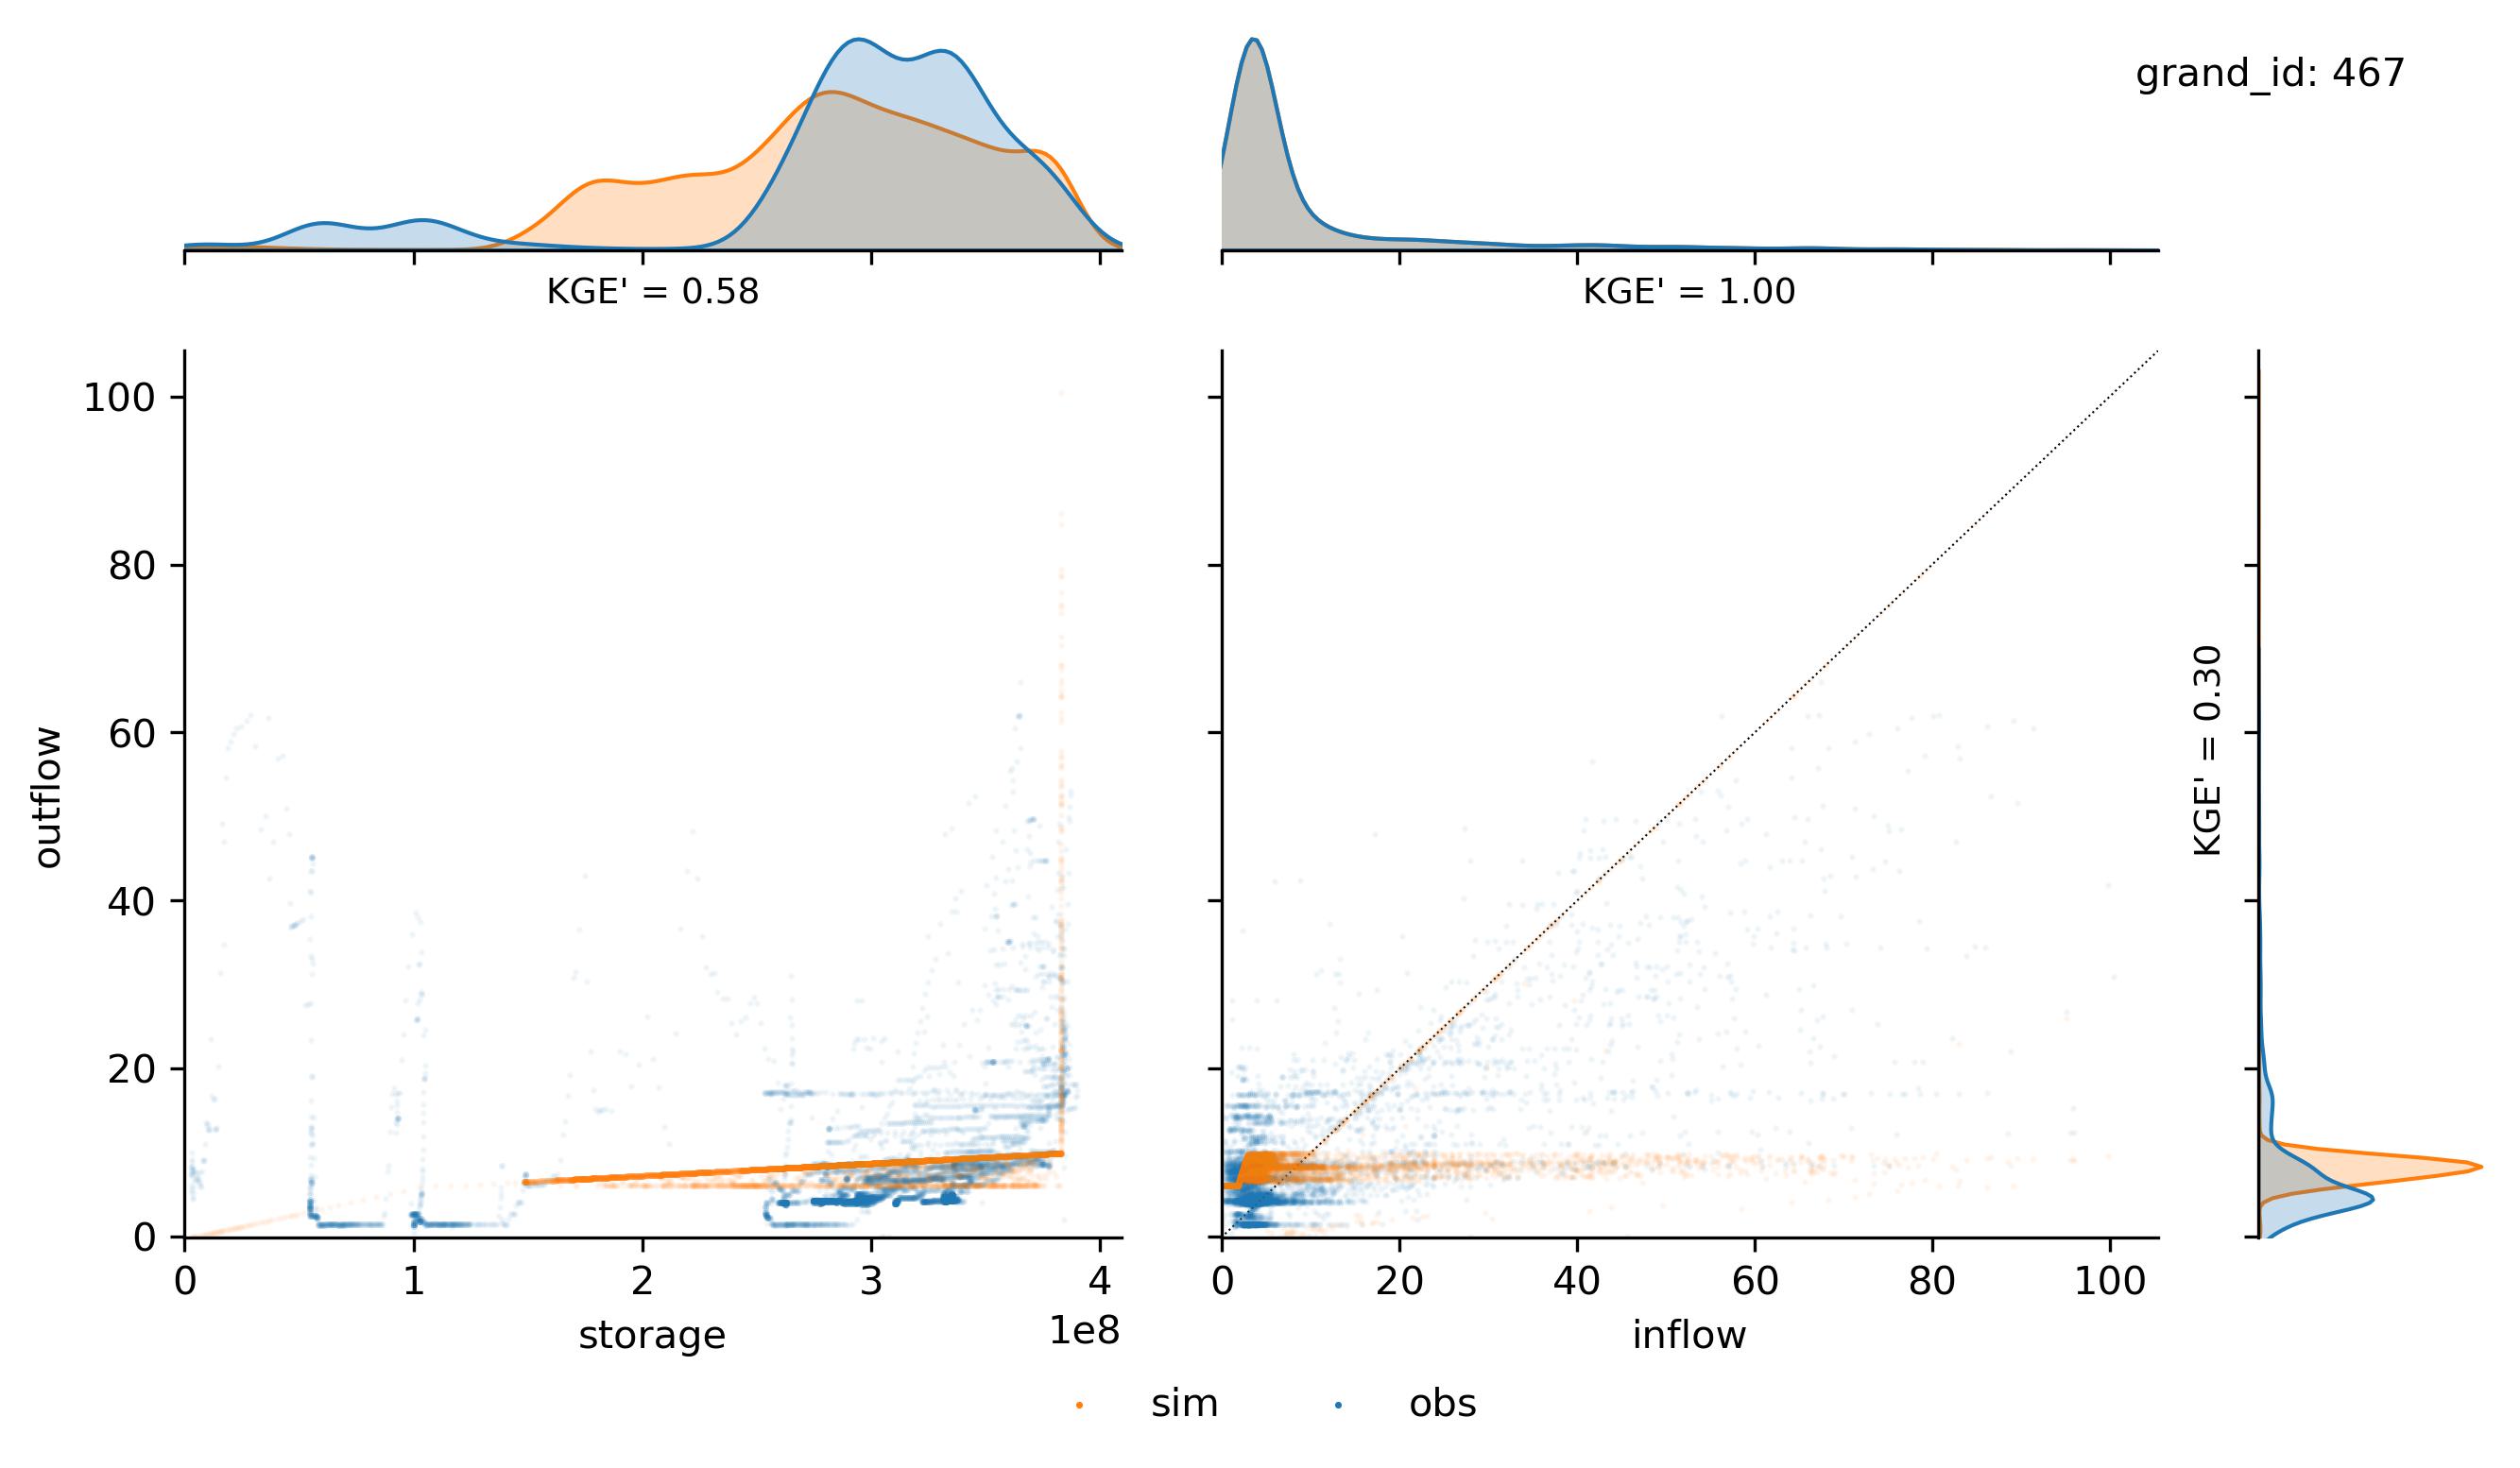 grand_id: 467
KGE' = 0.58
KGE' = 1.00
100
80
60
40
20
0
outflow
KGE' = 0.30
0 1 2 3 4
1e8
storage
0 20 40 60 80 100
inflow
sim obs